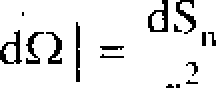 dΩ| = dSₙ / ²